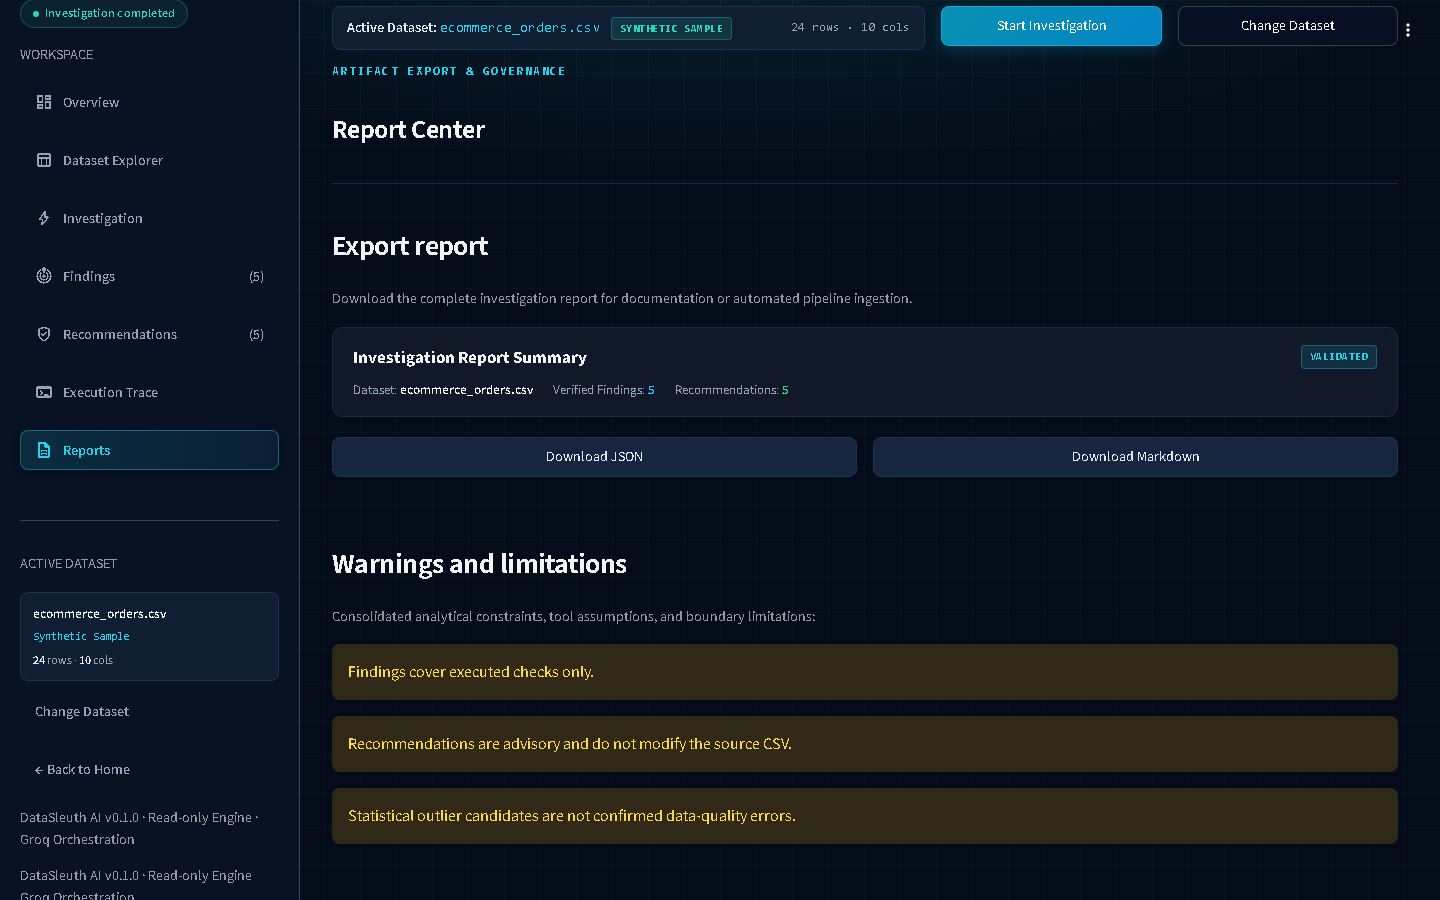 Investigation completed
WORKSPACE
Overview
Dataset Explorer
Investigation
Findings (5)
Recommendations (5)
Execution Trace
Reports
ACTIVE DATASET
ecommerce_orders.csv
Synthetic Sample
24 rows · 10 cols
Change Dataset
← Back to Home
DataSleuth AI v0.1.0 · Read-only Engine ·
Groq Orchestration
DataSleuth AI v0.1.0 · Read-only Engine
Groq Orchestration
Active Dataset: ecommerce_orders.csv SYNTHETIC SAMPLE 24 rows · 10 cols
Start Investigation
Change Dataset
ARTIFACT EXPORT & GOVERNANCE
Report Center
Export report
Download the complete investigation report for documentation or automated pipeline ingestion.
Investigation Report Summary VALIDATED
Dataset: ecommerce_orders.csv Verified Findings: 5 Recommendations: 5
Download JSON
Download Markdown
Warnings and limitations
Consolidated analytical constraints, tool assumptions, and boundary limitations:
Findings cover executed checks only.
Recommendations are advisory and do not modify the source CSV.
Statistical outlier candidates are not confirmed data-quality errors.